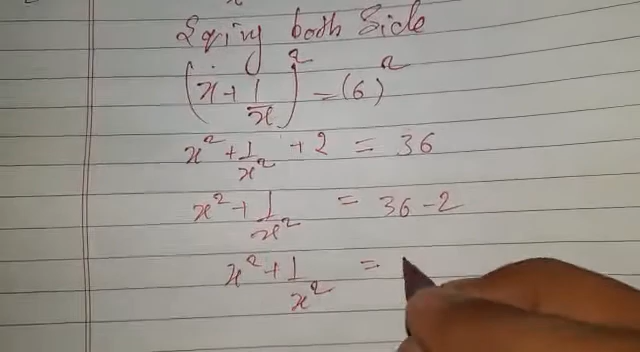 Sqing both Side
(x + 1/x)² = (6)²
x² + 1/x² + 2 = 36
x² + 1/x² = 36 - 2
x² + 1/x² =